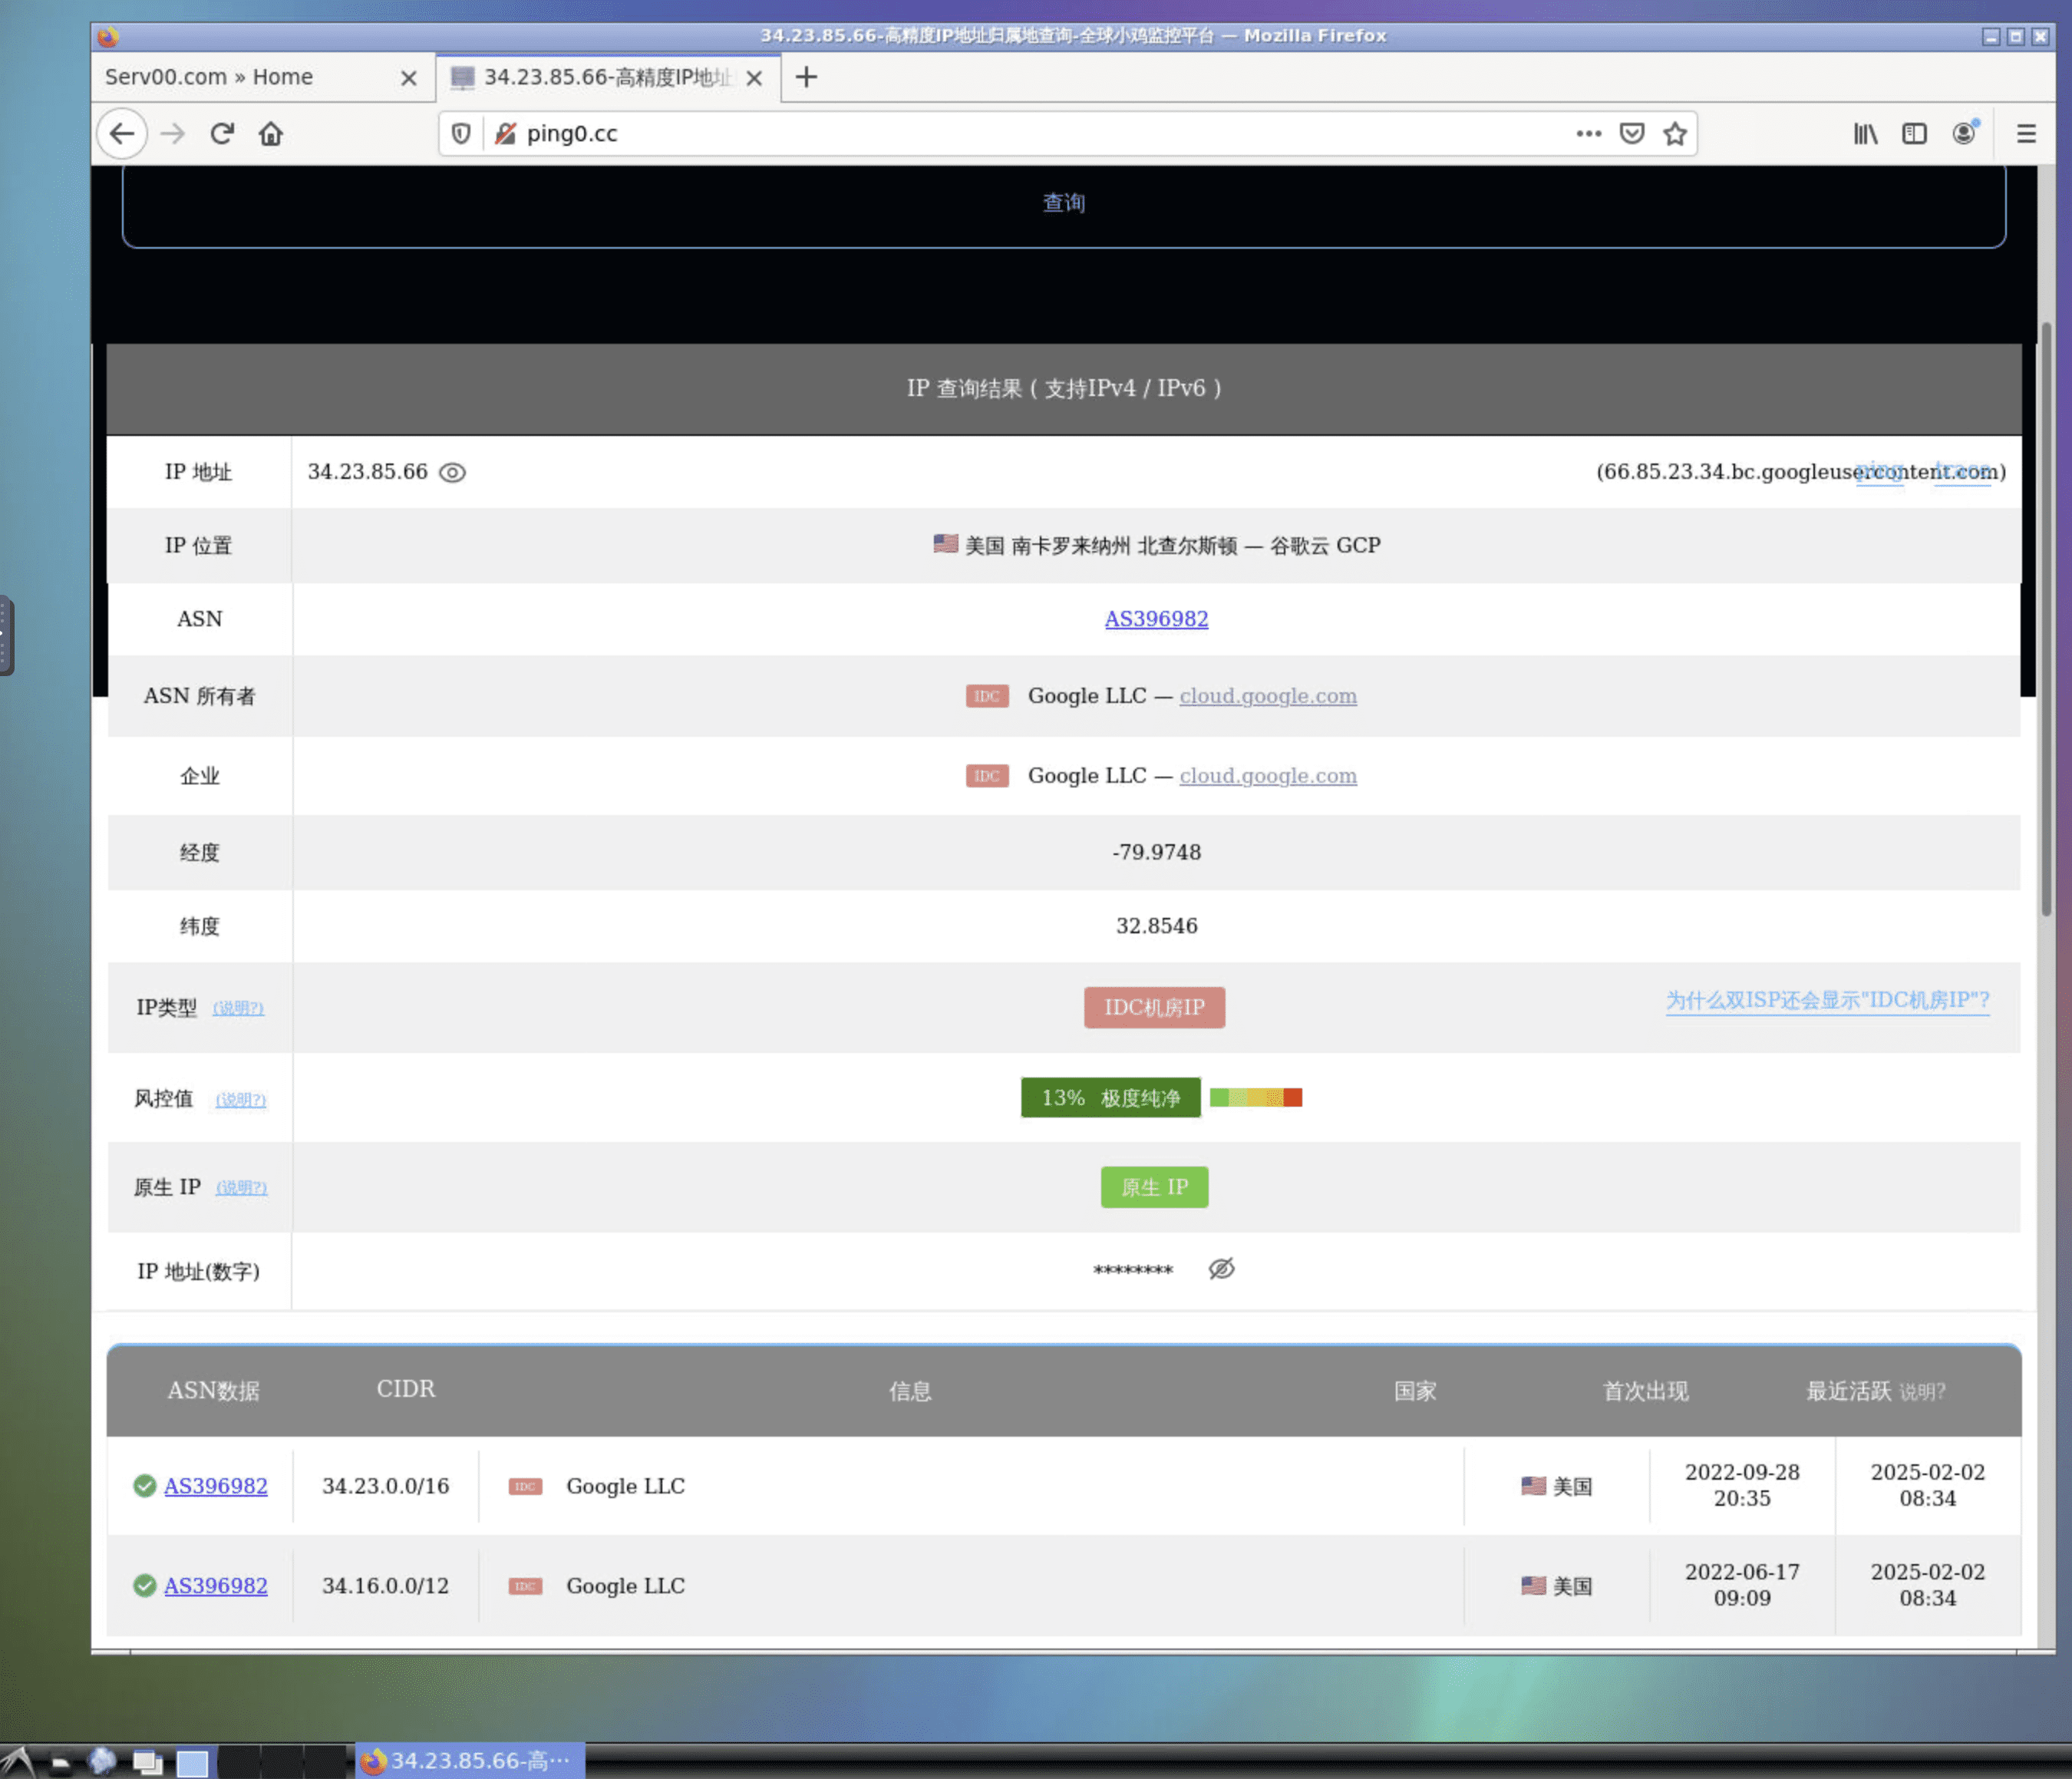 34.23.85.66-高精度IP地址归属地查询-全球小鸡监控平台 — Mozilla Firefox
Serv00.com » Home
34.23.85.66-高精度IP地址
ping0.cc
查询
IP 查询结果 ( 支持IPv4 / IPv6 )
IP 地址 34.23.85.66 (66.85.23.34.bc.googleusercontent.com) ping trace
IP 位置 美国 南卡罗来纳州 北查尔斯顿 — 谷歌云 GCP
ASN AS396982
ASN 所有者 IDC Google LLC — cloud.google.com
企业 IDC Google LLC — cloud.google.com
经度 -79.9748
纬度 32.8546
IP类型 (说明?) IDC机房IP 为什么双ISP还会显示"IDC机房IP"?
风控值 (说明?) 13% 极度纯净
原生 IP (说明?) 原生 IP
IP 地址(数字) ********
ASN数据 CIDR 信息 国家 首次出现 最近活跃 说明?
AS396982 34.23.0.0/16 IDC Google LLC 美国 2022-09-28 20:35 2025-02-02 08:34
AS396982 34.16.0.0/12 IDC Google LLC 美国 2022-06-17 09:09 2025-02-02 08:34
34.23.85.66-高…